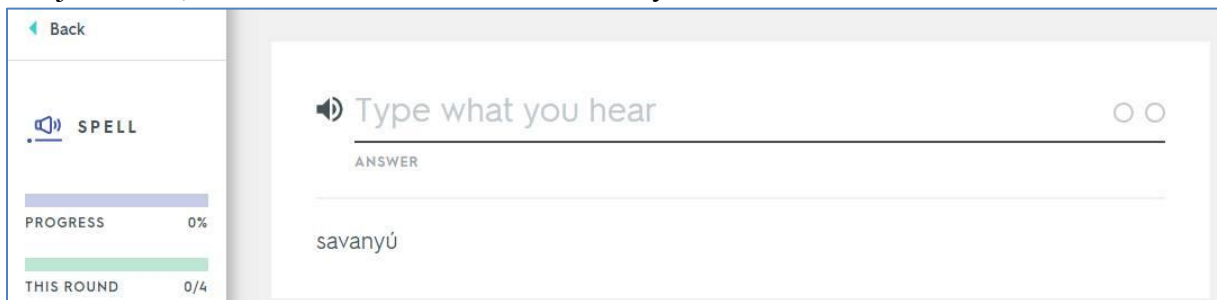 Back
SPELL
PROGRESS 0%
THIS ROUND 0/4
Type what you hear
ANSWER
savanyú